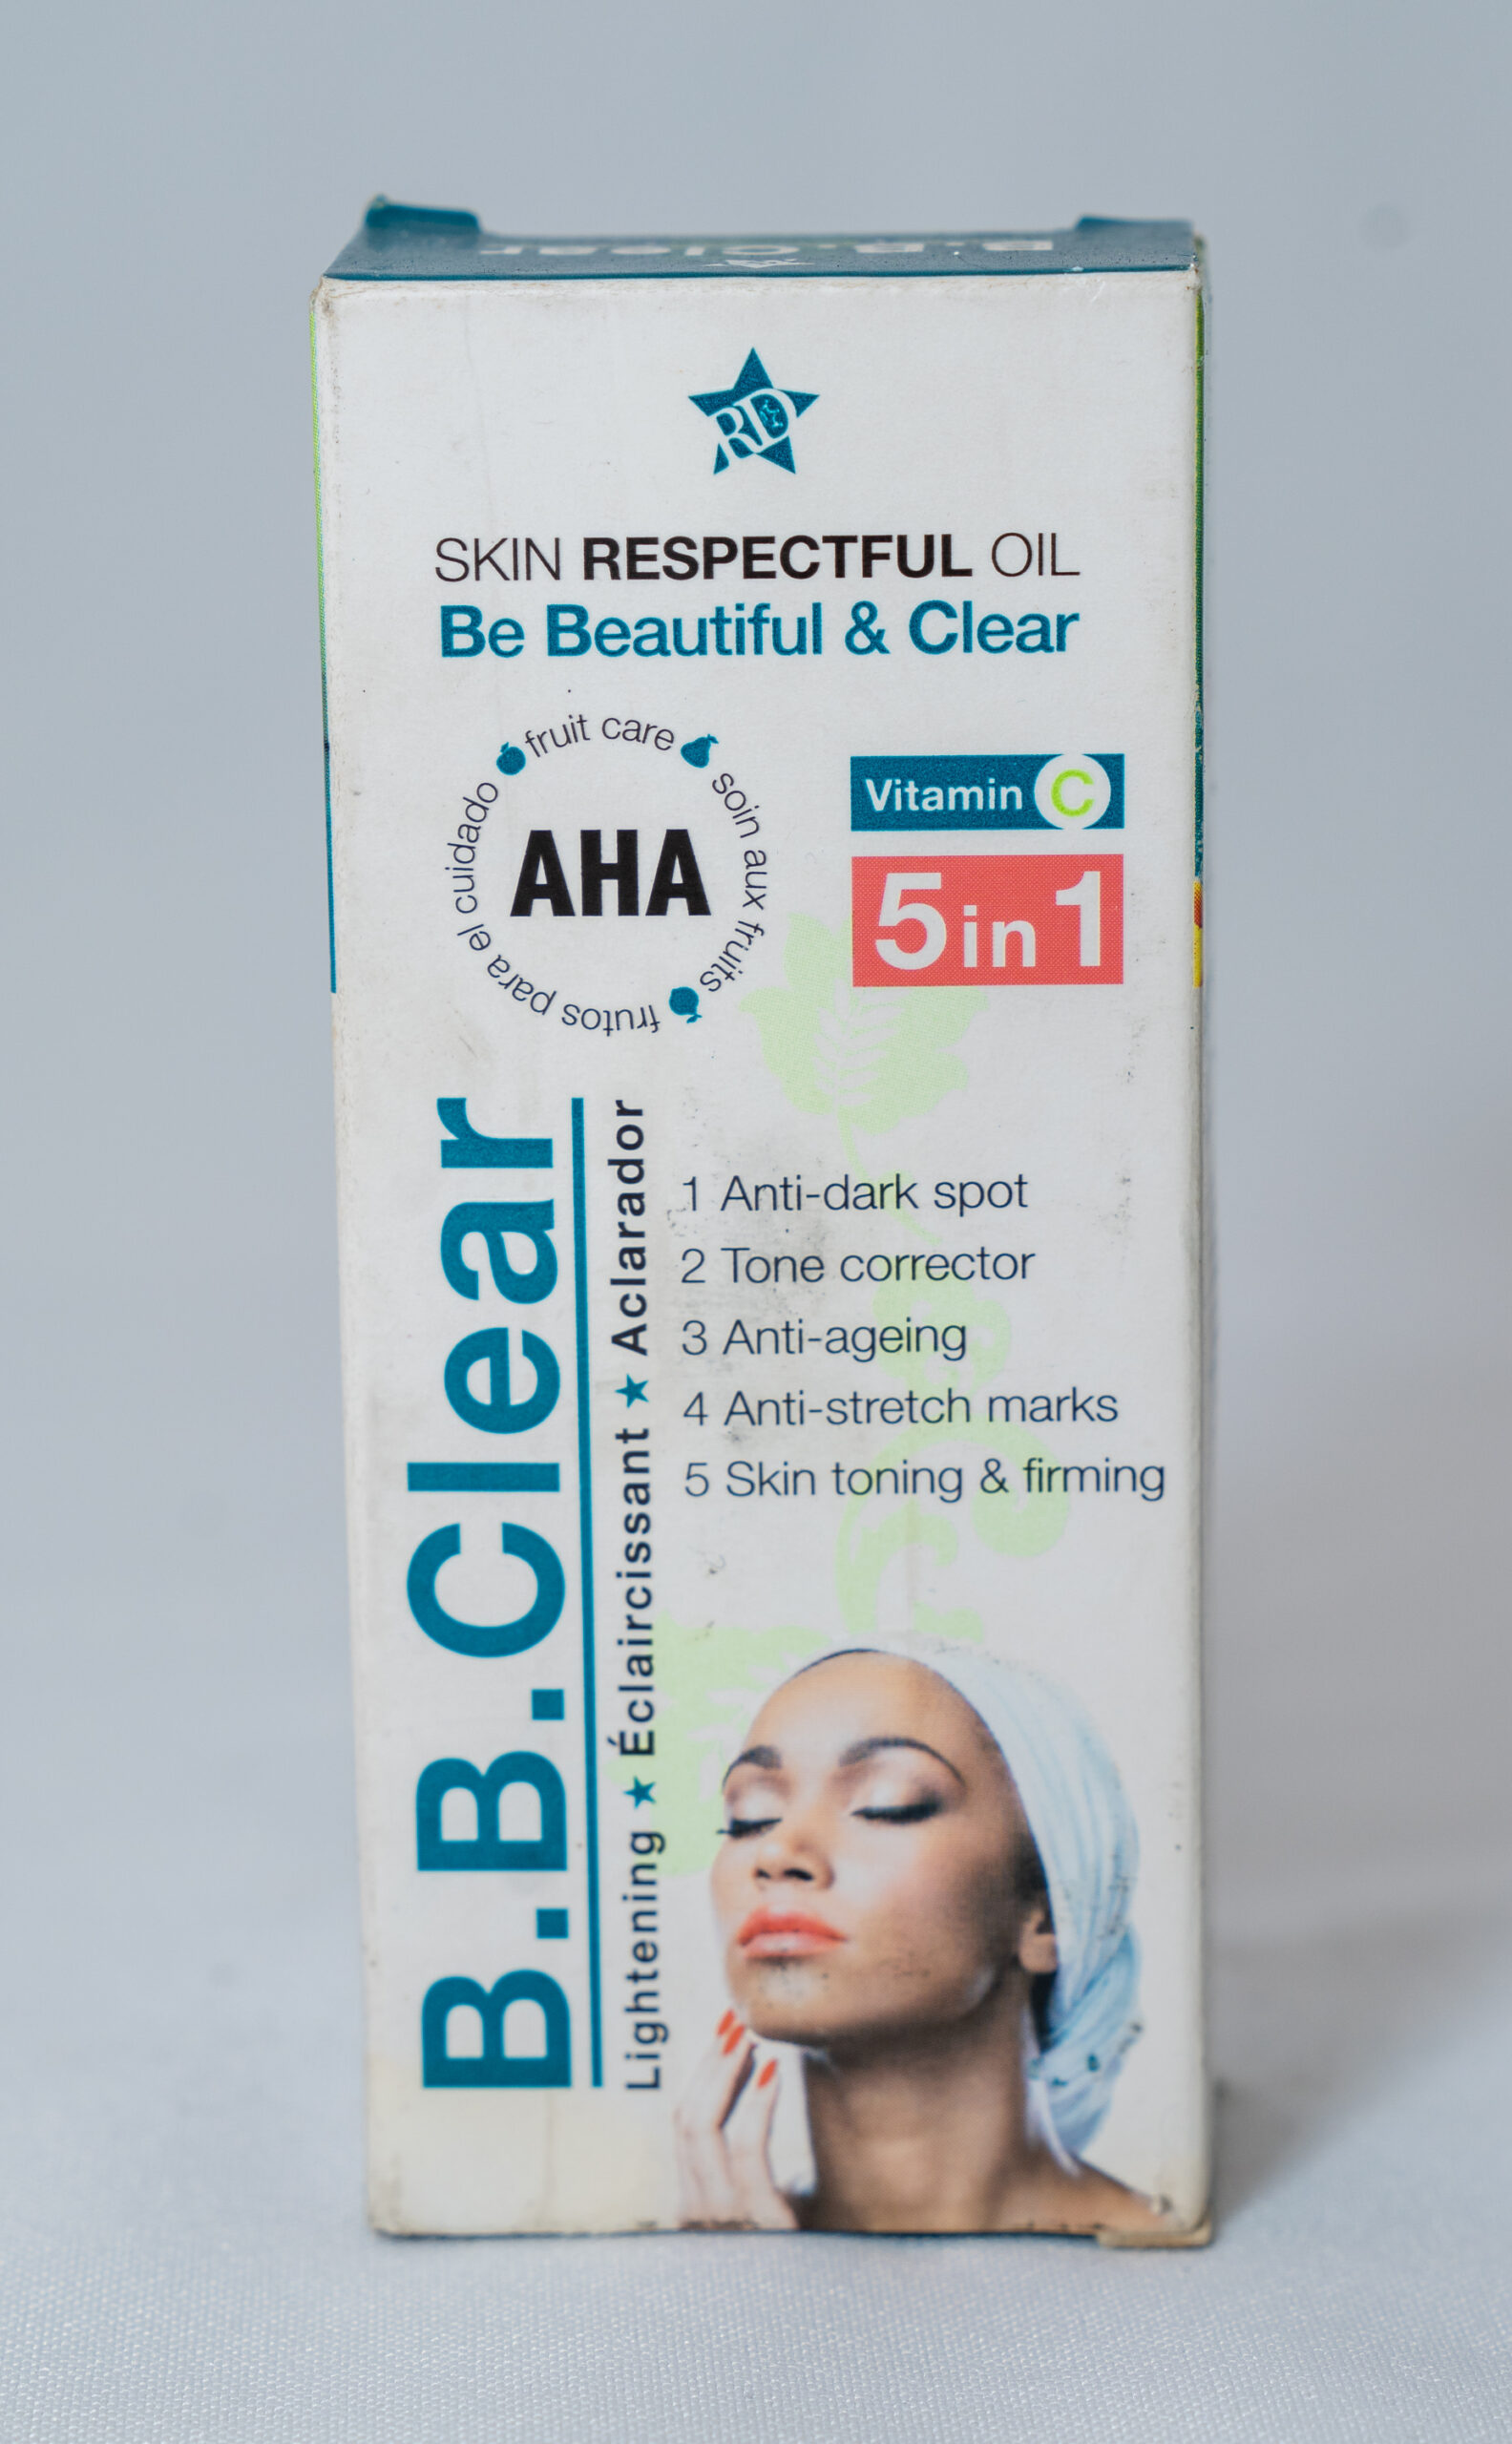 B.B.Clear
RD
SKIN RESPECTFUL OIL
Be Beautiful & Clear
fruit care
soin aux fruits
frutos para el cuidado
AHA
Vitamin C
5 in 1
B.B.Clear
Lightening ★ Éclaircissant ★ Aclarador
1 Anti-dark spot
2 Tone corrector
3 Anti-ageing
4 Anti-stretch marks
5 Skin toning & firming